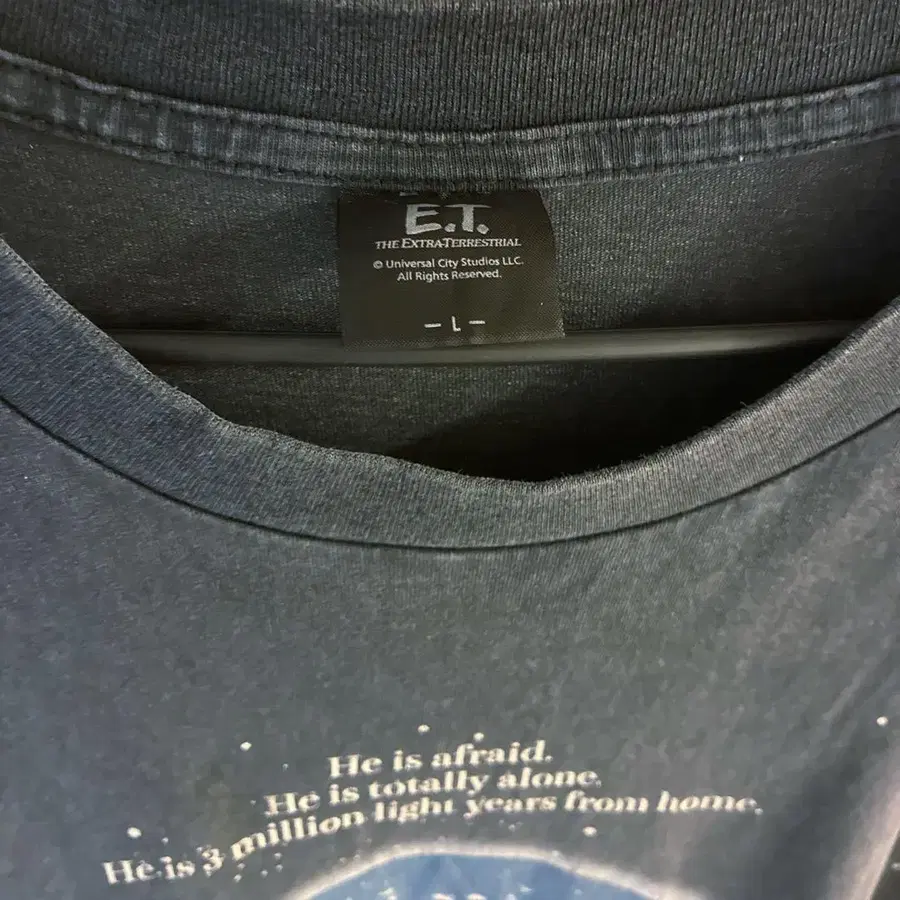 E.T.
THE EXTRA-TERRESTRIAL
© Universal City Studios LLC.
All Rights Reserved.
– L –
He is afraid.
He is totally alone.
He is 3 million light years from home.